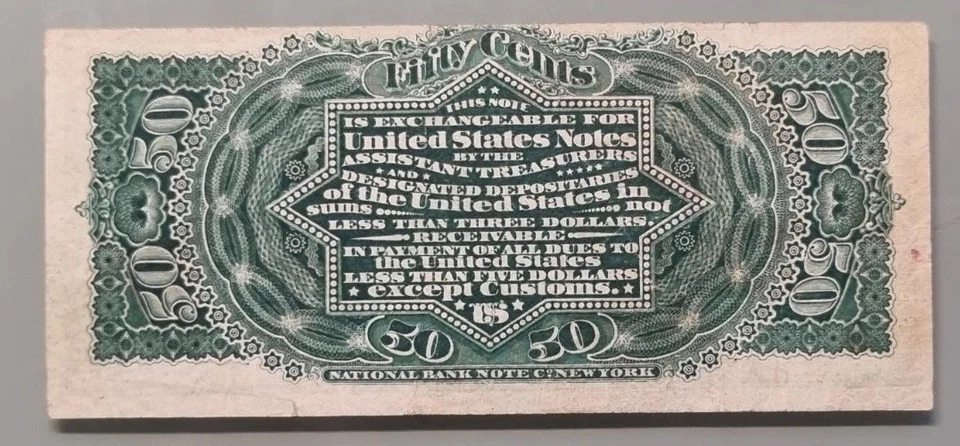 Fifty Cents
THIS NOTE
IS EXCHANGEABLE FOR
United States Notes
BY THE
ASSISTANT TREASURERS
AND
DESIGNATED DEPOSITARIES
of the United States in
sums not
LESS THAN THREE DOLLARS.
RECEIVABLE
IN PAYMENT OF ALL DUES TO
the United States
LESS THAN FIVE DOLLARS
except Customs.
US
50
50
50
50
50 50
NATIONAL BANK NOTE Co. NEW YORK